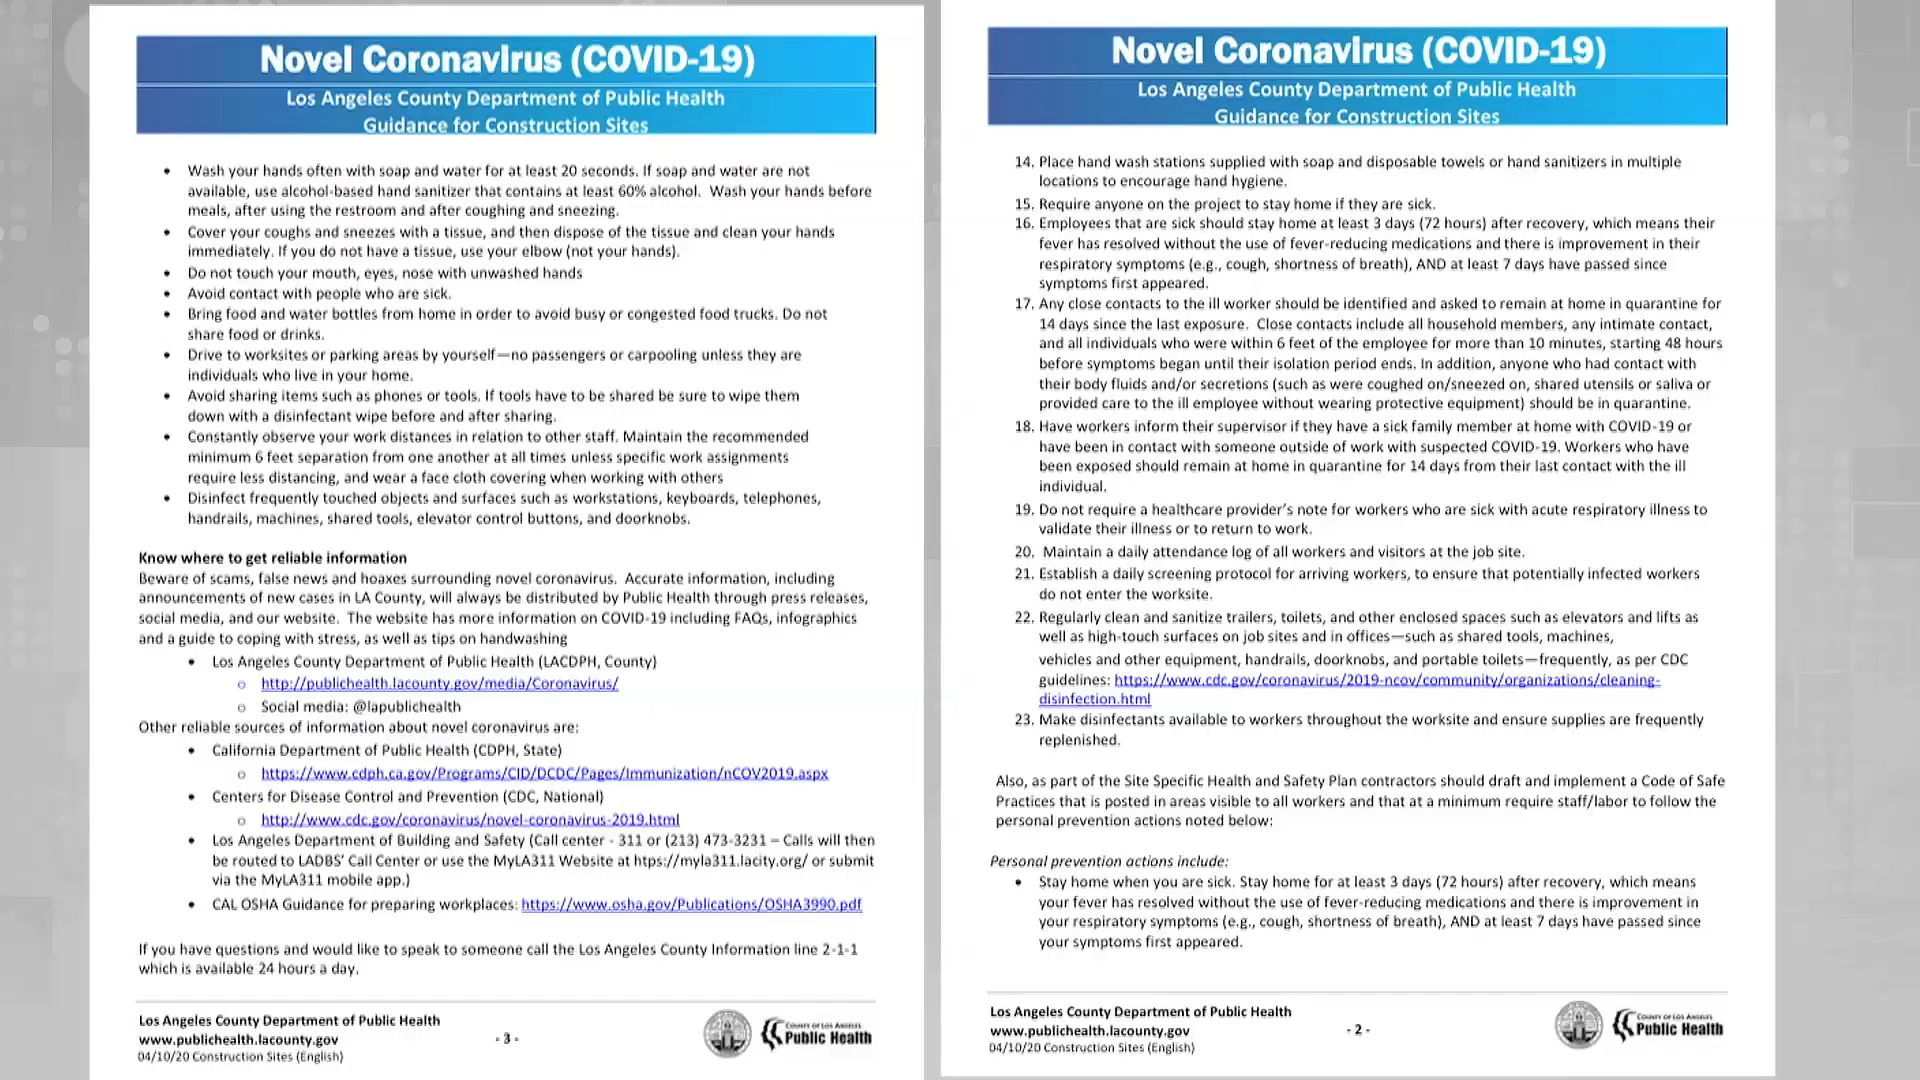 Novel Coronavirus (COVID-19)
Los Angeles County Department of Public Health
Guidance for Construction Sites
• Wash your hands often with soap and water for at least 20 seconds. If soap and water are not
available, use alcohol-based hand sanitizer that contains at least 60% alcohol.  Wash your hands before
meals, after using the restroom and after coughing and sneezing.
• Cover your coughs and sneezes with a tissue, and then dispose of the tissue and clean your hands
immediately. If you do not have a tissue, use your elbow (not your hands).
• Do not touch your mouth, eyes, nose with unwashed hands
• Avoid contact with people who are sick.
• Bring food and water bottles from home in order to avoid busy or congested food trucks. Do not
share food or drinks.
• Drive to worksites or parking areas by yourself—no passengers or carpooling unless they are
individuals who live in your home.
• Avoid sharing items such as phones or tools. If tools have to be shared be sure to wipe them
down with a disinfectant wipe before and after sharing.
• Constantly observe your work distances in relation to other staff. Maintain the recommended
minimum 6 feet separation from one another at all times unless specific work assignments
require less distancing, and wear a face cloth covering when working with others
• Disinfect frequently touched objects and surfaces such as workstations, keyboards, telephones,
handrails, machines, shared tools, elevator control buttons, and doorknobs.
Know where to get reliable information
Beware of scams, false news and hoaxes surrounding novel coronavirus.  Accurate information, including
announcements of new cases in LA County, will always be distributed by Public Health through press releases,
social media, and our website.  The website has more information on COVID-19 including FAQs, infographics
and a guide to coping with stress, as well as tips on handwashing
• Los Angeles County Department of Public Health (LACDPH, County)
o http://publichealth.lacounty.gov/media/Coronavirus/
o Social media: @lapublichealth
Other reliable sources of information about novel coronavirus are:
• California Department of Public Health (CDPH, State)
o https://www.cdph.ca.gov/Programs/CID/DCDC/Pages/Immunization/nCOV2019.aspx
• Centers for Disease Control and Prevention (CDC, National)
o http://www.cdc.gov/coronavirus/novel-coronavirus-2019.html
• Los Angeles Department of Building and Safety (Call center - 311 or (213) 473-3231 – Calls will then
be routed to LADBS’ Call Center or use the MyLA311 Website at htps://myla311.lacity.org/ or submit
via the MyLA311 mobile app.)
• CAL OSHA Guidance for preparing workplaces: https://www.osha.gov/Publications/OSHA3990.pdf
If you have questions and would like to speak to someone call the Los Angeles County Information line 2-1-1
which is available 24 hours a day.
Los Angeles County Department of Public Health
www.publichealth.lacounty.gov
- 3 -
04/10/20 Construction Sites (English)
COUNTY OF LOS ANGELES
Public Health
Novel Coronavirus (COVID-19)
Los Angeles County Department of Public Health
Guidance for Construction Sites
14. Place hand wash stations supplied with soap and disposable towels or hand sanitizers in multiple
locations to encourage hand hygiene.
15. Require anyone on the project to stay home if they are sick.
16. Employees that are sick should stay home at least 3 days (72 hours) after recovery, which means their
fever has resolved without the use of fever-reducing medications and there is improvement in their
respiratory symptoms (e.g., cough, shortness of breath), AND at least 7 days have passed since
symptoms first appeared.
17. Any close contacts to the ill worker should be identified and asked to remain at home in quarantine for
14 days since the last exposure.  Close contacts include all household members, any intimate contact,
and all individuals who were within 6 feet of the employee for more than 10 minutes, starting 48 hours
before symptoms began until their isolation period ends. In addition, anyone who had contact with
their body fluids and/or secretions (such as were coughed on/sneezed on, shared utensils or saliva or
provided care to the ill employee without wearing protective equipment) should be in quarantine.
18. Have workers inform their supervisor if they have a sick family member at home with COVID-19 or
have been in contact with someone outside of work with suspected COVID-19. Workers who have
been exposed should remain at home in quarantine for 14 days from their last contact with the ill
individual.
19. Do not require a healthcare provider’s note for workers who are sick with acute respiratory illness to
validate their illness or to return to work.
20.  Maintain a daily attendance log of all workers and visitors at the job site.
21. Establish a daily screening protocol for arriving workers, to ensure that potentially infected workers
do not enter the worksite.
22. Regularly clean and sanitize trailers, toilets, and other enclosed spaces such as elevators and lifts as
well as high-touch surfaces on job sites and in offices—such as shared tools, machines,
vehicles and other equipment, handrails, doorknobs, and portable toilets—frequently, as per CDC
guidelines: https://www.cdc.gov/coronavirus/2019-ncov/community/organizations/cleaning-
disinfection.html
23. Make disinfectants available to workers throughout the worksite and ensure supplies are frequently
replenished.
Also, as part of the Site Specific Health and Safety Plan contractors should draft and implement a Code of Safe
Practices that is posted in areas visible to all workers and that at a minimum require staff/labor to follow the
personal prevention actions noted below:
Personal prevention actions include:
• Stay home when you are sick. Stay home for at least 3 days (72 hours) after recovery, which means
your fever has resolved without the use of fever-reducing medications and there is improvement in
your respiratory symptoms (e.g., cough, shortness of breath), AND at least 7 days have passed since
your symptoms first appeared.
Los Angeles County Department of Public Health
www.publichealth.lacounty.gov
- 2 -
04/10/20 Construction Sites (English)
COUNTY OF LOS ANGELES
Public Health